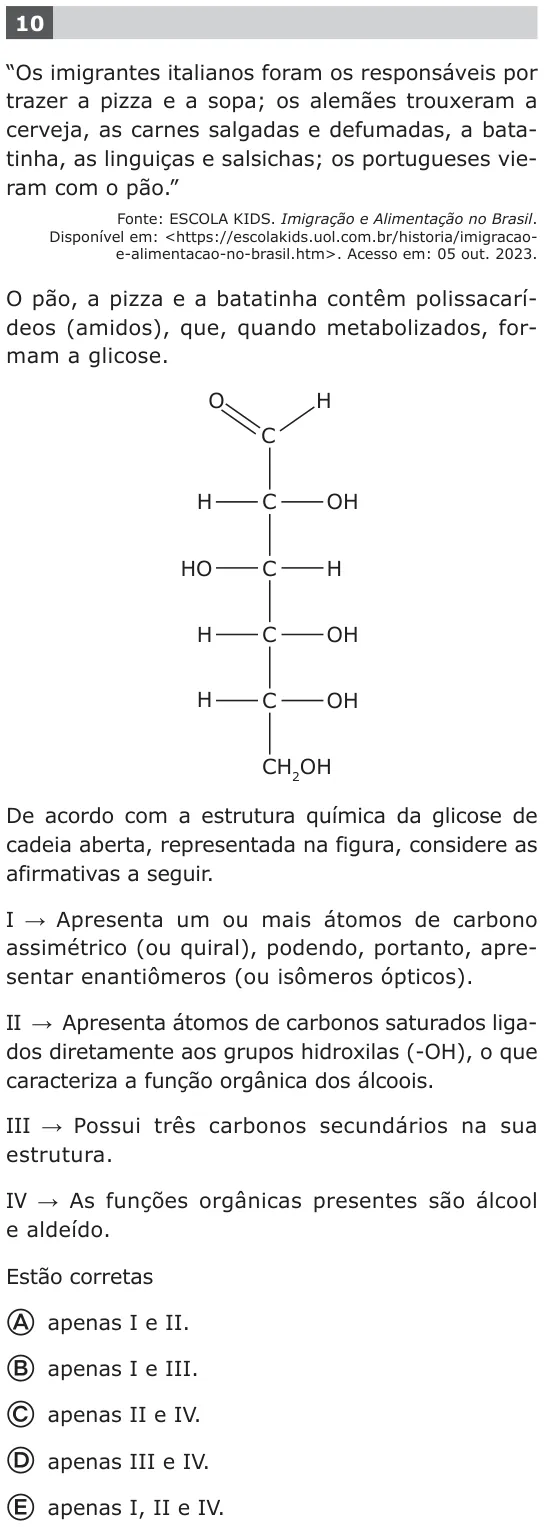 10
“Os imigrantes italianos foram os responsáveis por
trazer a pizza e a sopa; os alemães trouxeram a
cerveja, as carnes salgadas e defumadas, a bata-
tinha, as linguiças e salsichas; os portugueses vie-
ram com o pão.”
Fonte: ESCOLA KIDS. Imigração e Alimentação no Brasil.
Disponível em: <https://escolakids.uol.com.br/historia/imigracao-
e-alimentacao-no-brasil.htm>. Acesso em: 05 out. 2023.
O pão, a pizza e a batatinha contêm polissacarí-
deos (amidos), que, quando metabolizados, for-
mam a glicose.
O H
C
H C OH
HO C H
H C OH
H C OH
CH₂OH
De acordo com a estrutura química da glicose de
cadeia aberta, representada na figura, considere as
afirmativas a seguir.
I → Apresenta um ou mais átomos de carbono
assimétrico (ou quiral), podendo, portanto, apre-
sentar enantiômeros (ou isômeros ópticos).
II → Apresenta átomos de carbonos saturados liga-
dos diretamente aos grupos hidroxilas (-OH), o que
caracteriza a função orgânica dos álcoois.
III → Possui três carbonos secundários na sua
estrutura.
IV → As funções orgânicas presentes são álcool
e aldeído.
Estão corretas
A apenas I e II.
B apenas I e III.
C apenas II e IV.
D apenas III e IV.
E apenas I, II e IV.